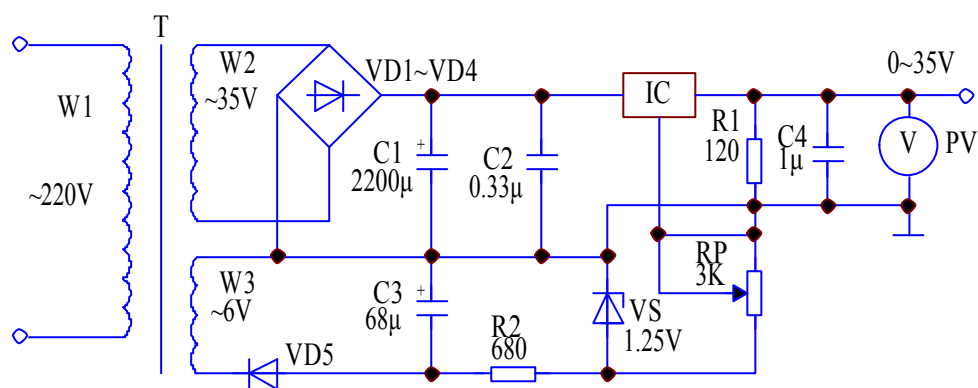 T
0~35V
W2
VD1~VD4
~35V
W1
IC
R1
120
C4
1μ
V
PV
+
C1
2200μ
C2
0.33μ
~220V
RP
3K
W3
~6V
+
C3
68μ
VS
1.25V
R2
680
VD5